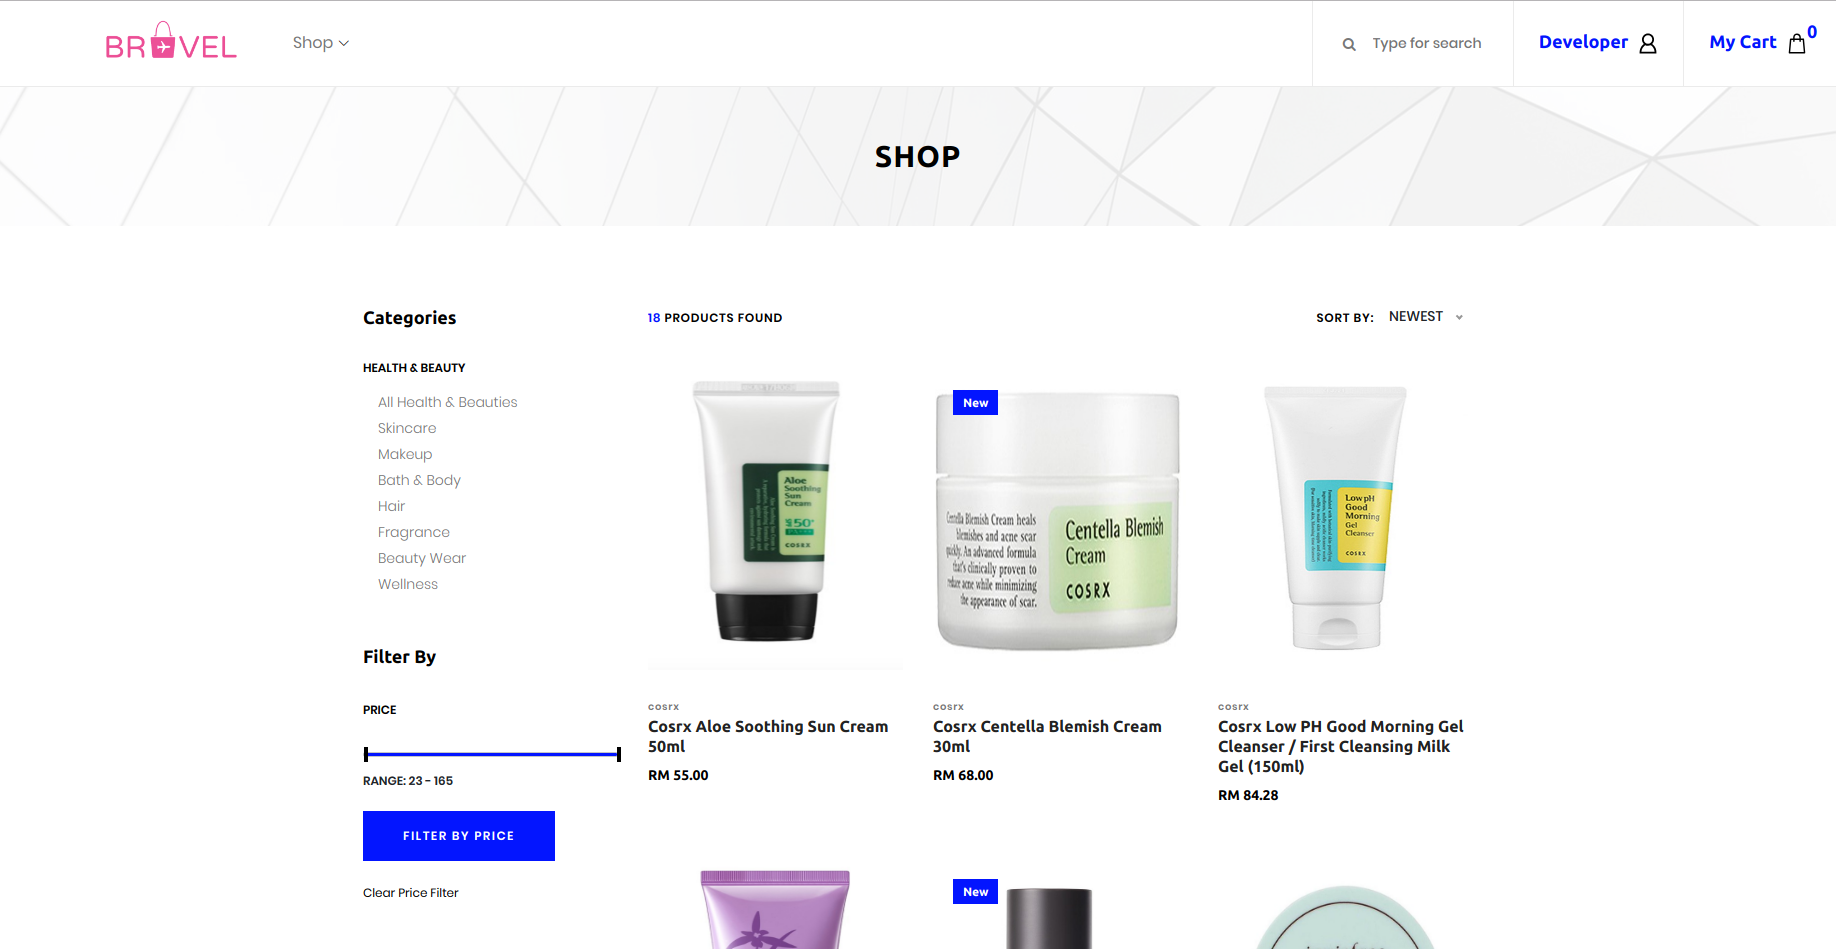 BRAVEL
Shop
Type for search
Developer
My Cart
0
SHOP
Categories
HEALTH & BEAUTY
All Health & Beauties
Skincare
Makeup
Bath & Body
Hair
Fragrance
Beauty Wear
Wellness
Filter By
PRICE
RANGE: 23 - 165
FILTER BY PRICE
Clear Price Filter
18 PRODUCTS FOUND
SORT BY: NEWEST
Aloe
Soothing
Sun
Cream
50+
COSRX
cosrx
Cosrx Aloe Soothing Sun Cream
50ml
RM 55.00
New
Centella Blemish Cream heals
blemishes and acne scar
quickly. An advanced formula
that's clinically proven to
reduce acne while minimizing
the appearance of scar.
Centella Blemish
Cream
COSRX
cosrx
Cosrx Centella Blemish Cream
30ml
RM 68.00
Low pH
Good
Morning
Gel
Cleanser
COSRX
cosrx
Cosrx Low PH Good Morning Gel
Cleanser / First Cleansing Milk
Gel (150ml)
RM 84.28
New